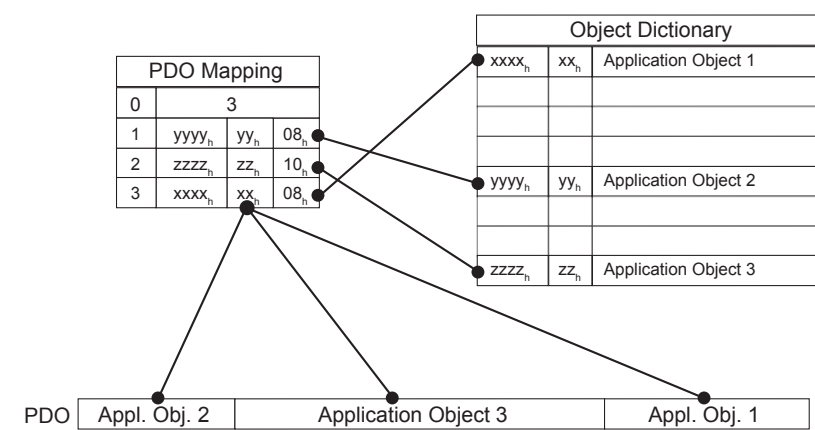 Object Dictionary
xxxxₕ xxₕ Application Object 1
yyyyₕ yyₕ Application Object 2
zzzzₕ zzₕ Application Object 3
PDO Mapping
0 3
1 yyyyₕ yyₕ 08ₕ
2 zzzzₕ zzₕ 10ₕ
3 xxxxₕ xxₕ 08ₕ
PDO Appl. Obj. 2 Application Object 3 Appl. Obj. 1